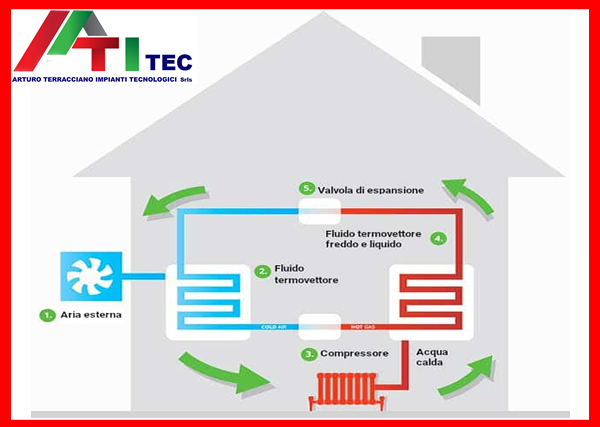 ATI TEC
ARTURO TERRACCIANO IMPIANTI TECNOLOGICI Srls
5. Valvola di espansione
Fluido termovettore
freddo e liquido
4.
2. Fluido
termovettore
1. Aria esterna
COLD AIR
HOT GAS
3. Compressore
Acqua
calda